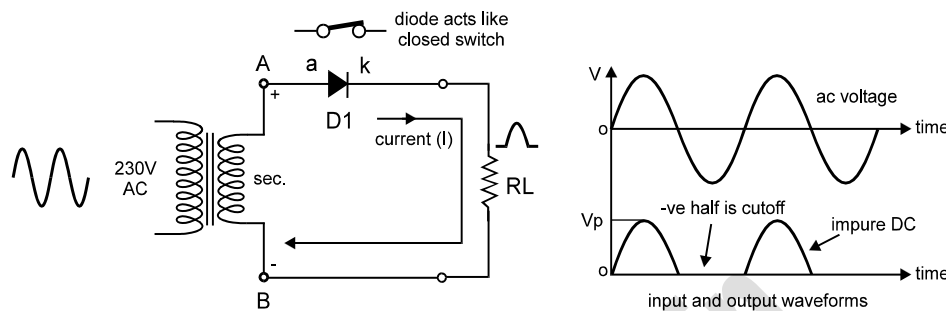 diode acts like
closed switch
A
a
k
+
D1
current (I)
230V
AC
sec.
RL
-
B
V
ac voltage
o
time
Vp
-ve half is cutoff
impure DC
o
time
input and output waveforms